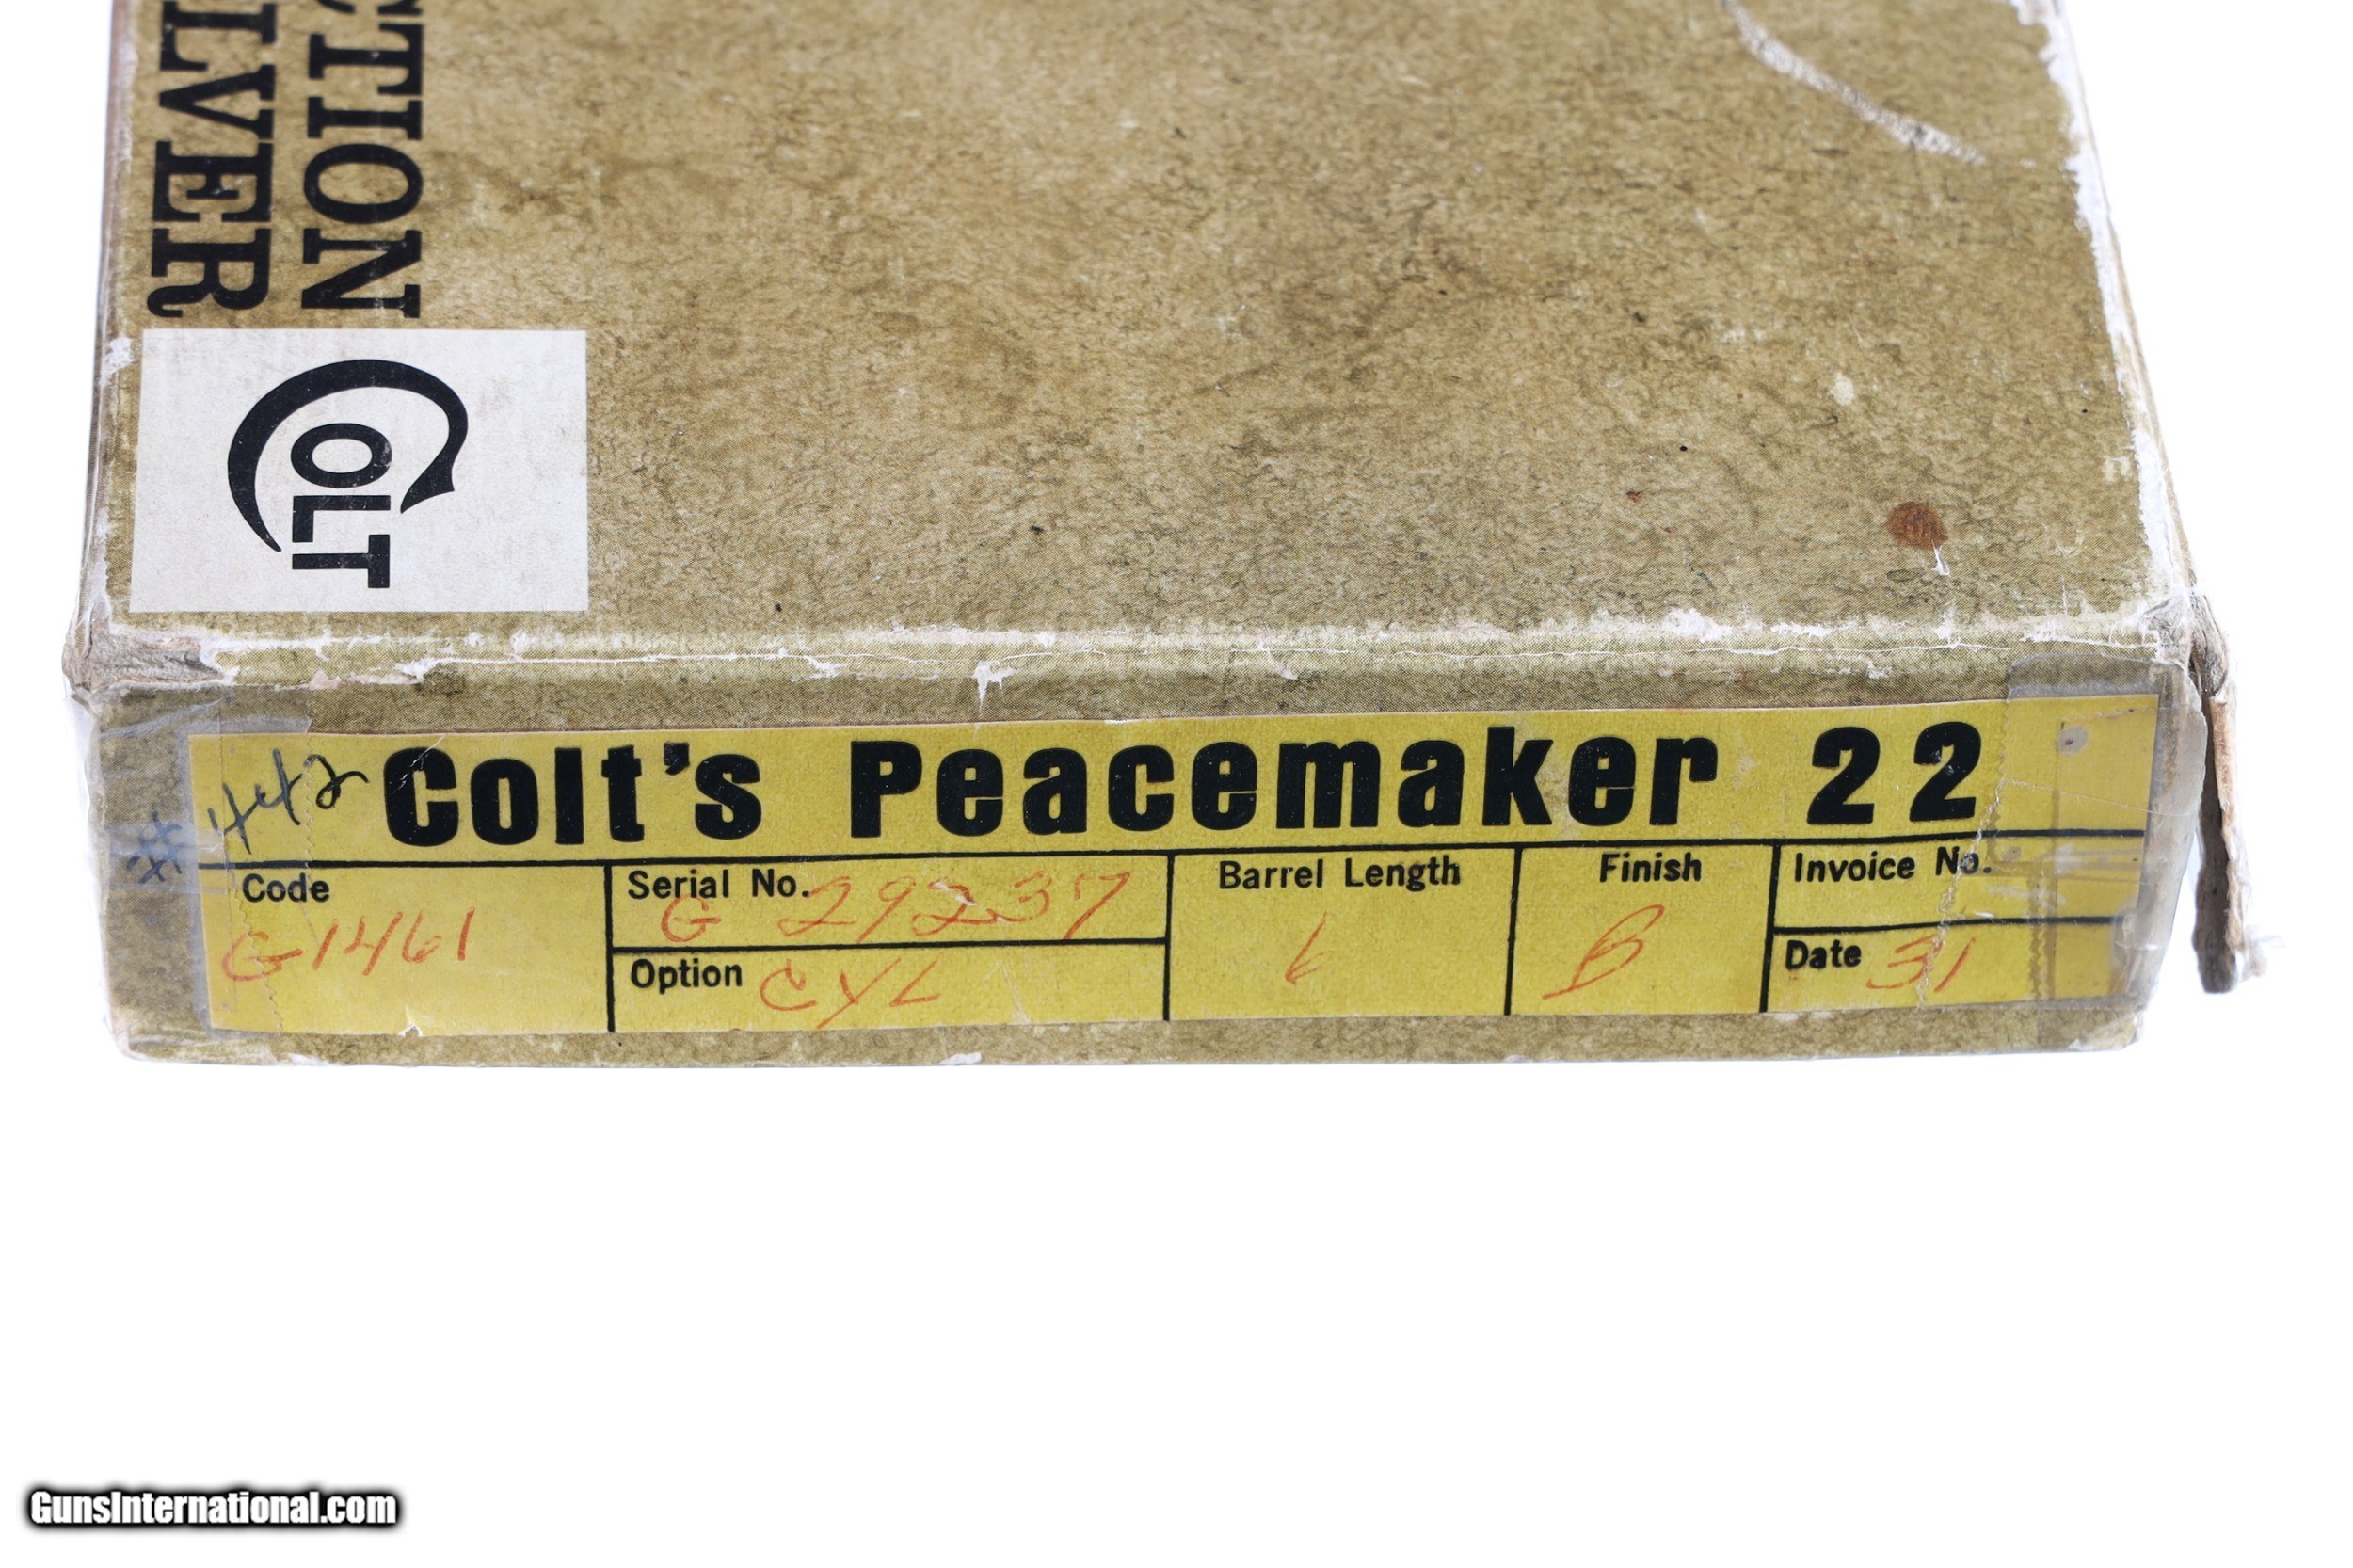 CTION
LVER
COLT
#442
Colt's Peacemaker 22
Code
G1461
Serial No. G 29237
Option CYL
Barrel Length
6
Finish
B
Invoice No.
Date 31
GunsInternational.com